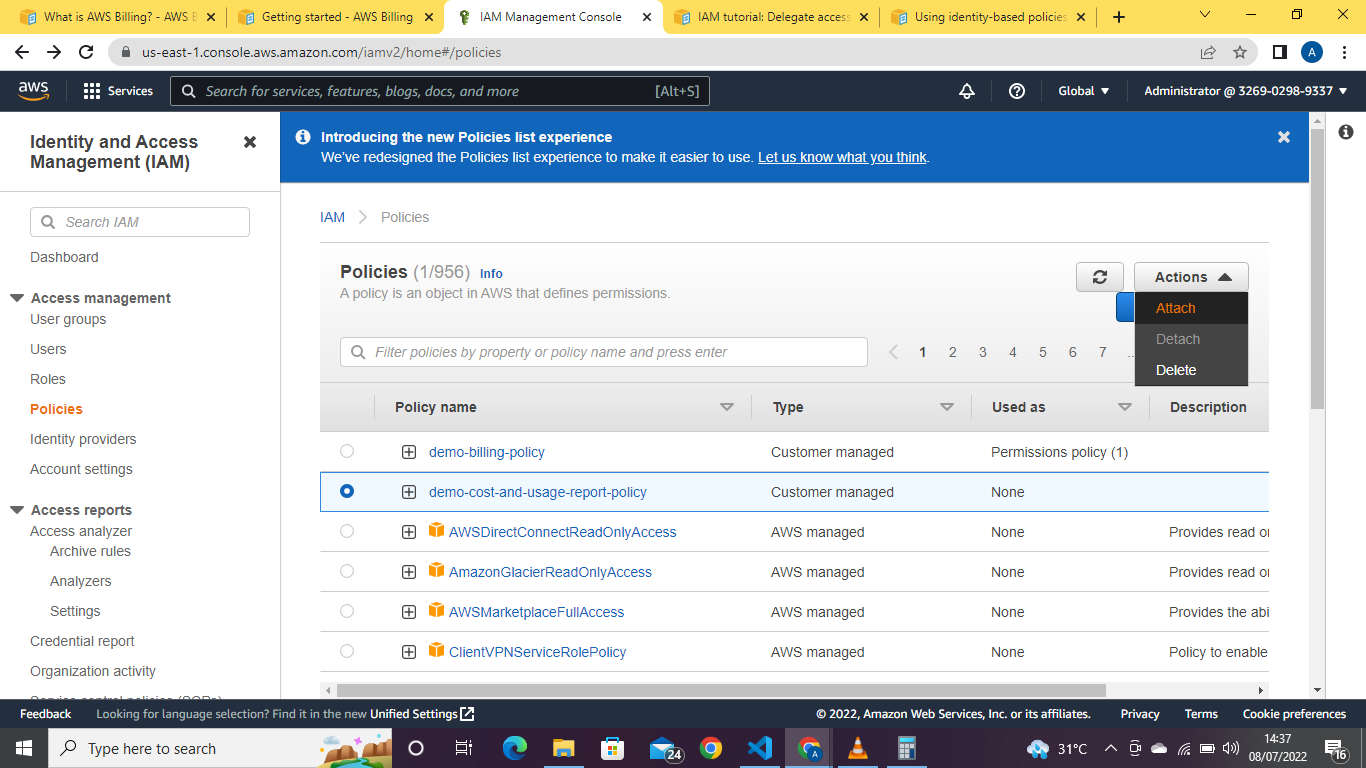 What is AWS Billing? - AWS B
Getting started - AWS Billing
IAM Management Console
IAM tutorial: Delegate access
Using identity-based policies
us-east-1.console.aws.amazon.com/iamv2/home#/policies
A
aws
Services
Search for services, features, blogs, docs, and more
[Alt+S]
Global
Administrator @ 3269-0298-9337
Identity and Access
Management (IAM)
Search IAM
Dashboard
Access management
User groups
Users
Roles
Policies
Identity providers
Account settings
Access reports
Access analyzer
Archive rules
Analyzers
Settings
Credential report
Organization activity
Service control policies (SCPs)
Introducing the new Policies list experience
We've redesigned the Policies list experience to make it easier to use. Let us know what you think.
IAM
Policies
Policies (1/956) Info
A policy is an object in AWS that defines permissions.
Actions
Attach
Detach
Delete
Filter policies by property or policy name and press enter
1 2 3 4 5 6 7 ..
Policy name Type Used as Description
demo-billing-policy Customer managed Permissions policy (1)
demo-cost-and-usage-report-policy Customer managed None
AWSDirectConnectReadOnlyAccess AWS managed None Provides read on
AmazonGlacierReadOnlyAccess AWS managed None Provides read on
AWSMarketplaceFullAccess AWS managed None Provides the abi
ClientVPNServiceRolePolicy AWS managed None Policy to enable
Feedback
Looking for language selection? Find it in the new Unified Settings
© 2022, Amazon Web Services, Inc. or its affiliates.
Privacy
Terms
Cookie preferences
Type here to search
24
A
31°C
14:37
08/07/2022
16